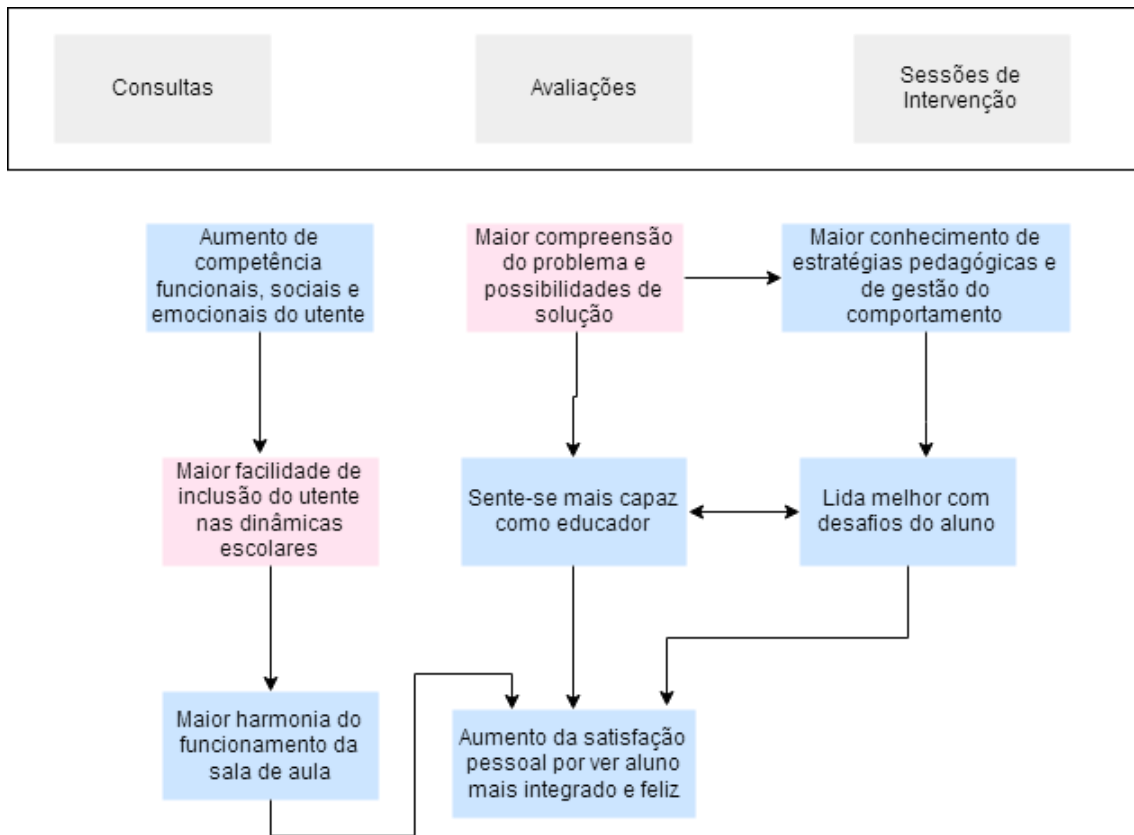 Consultas
Avaliações
Sessões de
Intervenção
Aumento de
competência
funcionais, sociais e
emocionais do utente
Maior compreensão
do problema e
possibilidades de
solução
Maior conhecimento de
estratégias pedagógicas e
de gestão do
comportamento
Maior facilidade de
inclusão do utente
nas dinâmicas
escolares
Sente-se mais capaz
como educador
Lida melhor com
desafios do aluno
Maior harmonia do
funcionamento da
sala de aula
Aumento da satisfação
pessoal por ver aluno
mais integrado e feliz